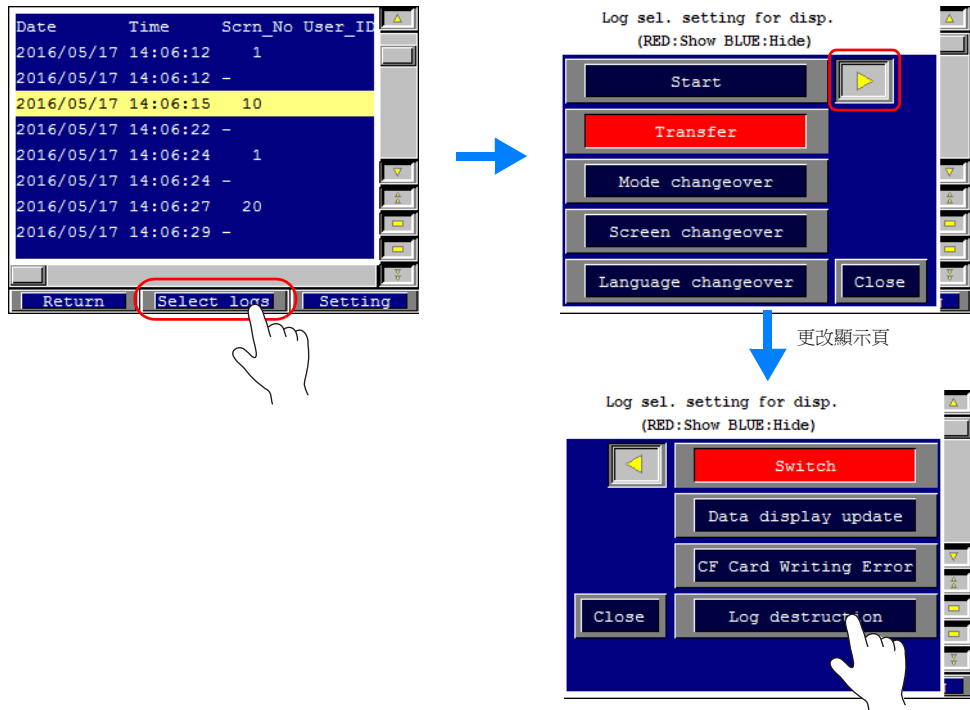 Date Time Scrn_No User_ID
2016/05/17 14:06:12 1
2016/05/17 14:06:12 -
2016/05/17 14:06:15 10
2016/05/17 14:06:22 -
2016/05/17 14:06:24 1
2016/05/17 14:06:24 -
2016/05/17 14:06:27 20
2016/05/17 14:06:29 -
Return Select logs Setting
Log sel. setting for disp.
(RED:Show BLUE:Hide)
Start
Transfer
Mode changeover
Screen changeover
Language changeover
Close
更改顯示頁
Log sel. setting for disp.
(RED:Show BLUE:Hide)
Switch
Data display update
CF Card Writing Error
Close
Log destruction